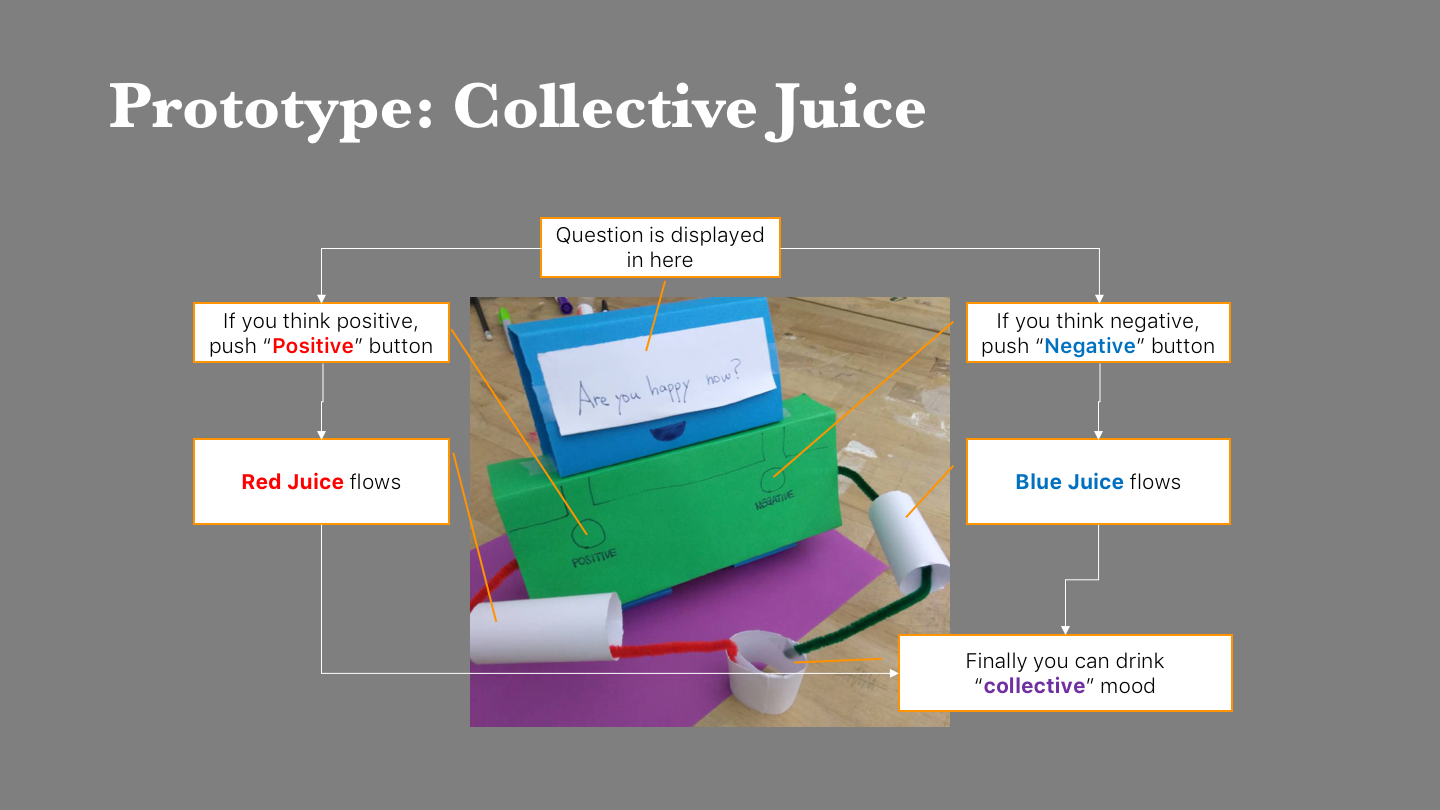 Prototype: Collective Juice
Question is displayed
in here
If you think positive,
push “Positive” button
If you think negative,
push “Negative” button
Are you happy now?
Red Juice flows
Blue Juice flows
NEGATIVE
POSITIVE
Finally you can drink
“collective” mood